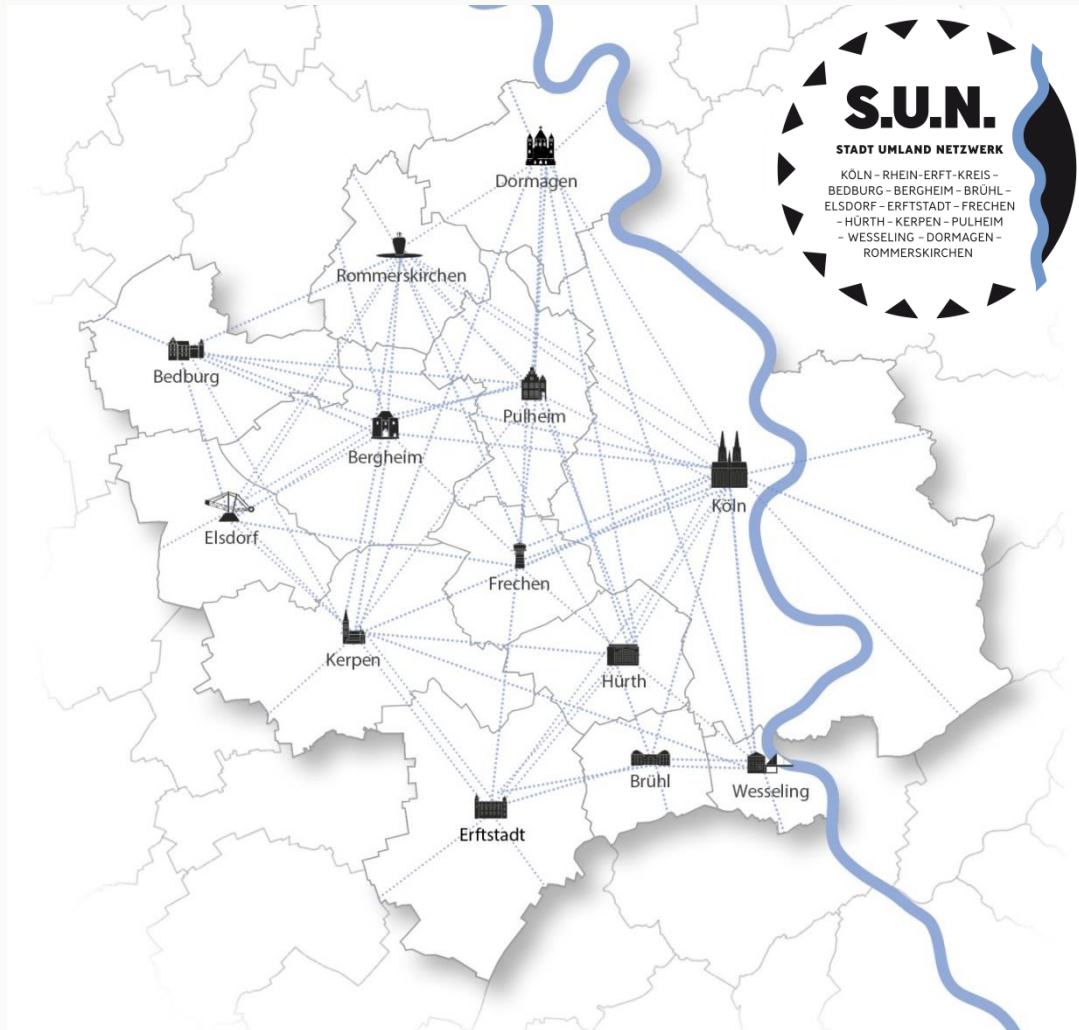 S.U.N.
STADT UMLAND NETZWERK
KÖLN – RHEIN-ERFT-KREIS –
BEDBURG – BERGHEIM – BRÜHL –
ELSDORF – ERFTSTADT – FRECHEN
– HÜRTH – KERPEN – PULHEIM
– WESSELING – DORMAGEN –
ROMMERSKIRCHEN
Dormagen
Rommerskirchen
Bedburg
Pulheim
Bergheim
Köln
Elsdorf
Frechen
Kerpen
Hürth
Brühl
Wesseling
Erftstadt